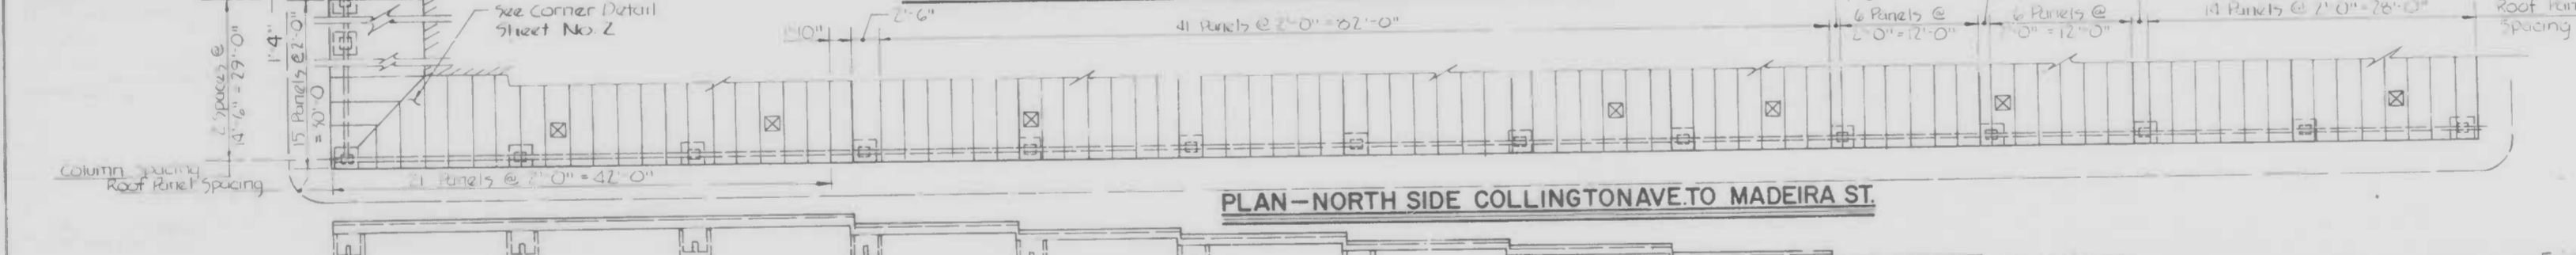 See Corner Detail
Sheet No. 2
2'-6"
1'-10"
41 Panels @ 2'-0" = 82'-0"
6 Panels @
2'-0" = 12'-0"
6 Panels @
2'-0" = 12'-0"
14 Panels @ 2'-0" = 28'-0"
Roof
Spacing
2 Spaces @
14'-6" = 29'-0"
1'-4"
15 Panels @ 2'-0"
= 30'-0
Column Spacing
Roof Panel Spacing
21 Panels @ 2'-0" = 42'-0"
PLAN—NORTH SIDE COLLINGTON AVE. TO MADEIRA ST.